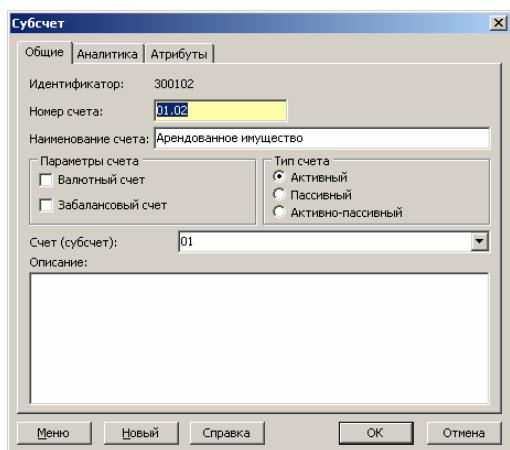 Субсчет
Общие Аналитика Атрибуты
Идентификатор: 300102
Номер счета: 01.02
Наименование счета: Арендованное имущество
Параметры счета Тип счета
Валютный счет Активный
Забалансовый счет Пассивный
Активно-пассивный
Счет (субсчет): 01
Описание:
Меню Новый Справка ОК Отмена